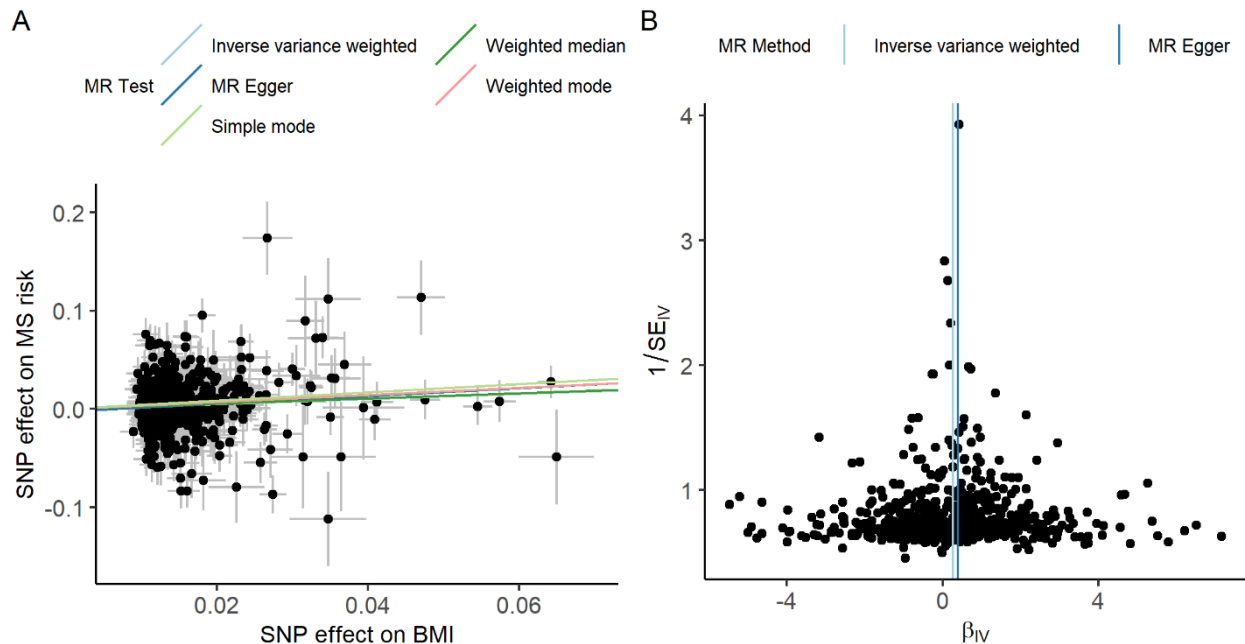 A
Inverse variance weighted
Weighted median
MR Test
MR Egger
Weighted mode
Simple mode
0.2
0.1
0.0
-0.1
SNP effect on MS risk
0.02
0.04
0.06
SNP effect on BMI
B
MR Method
Inverse variance weighted
MR Egger
4
3
2
1
1/SE_IV
-4
0
4
β_IV